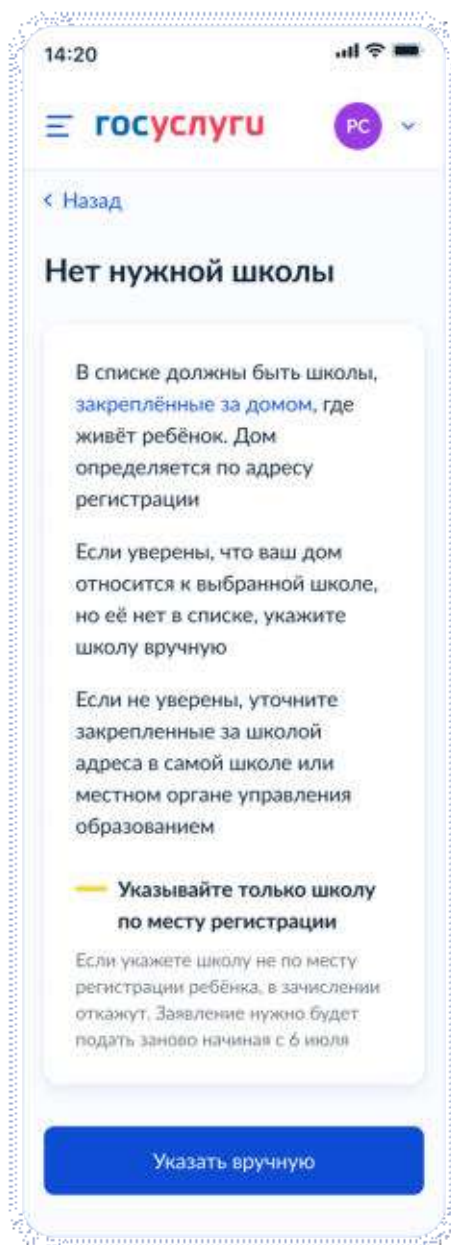 14:20
госуслуги
РС
Назад
Нет нужной школы
В списке должны быть школы,
закреплённые за домом, где
живёт ребёнок. Дом
определяется по адресу
регистрации
Если уверены, что ваш дом
относится к выбранной школе,
но её нет в списке, укажите
школу вручную
Если не уверены, уточните
закрепленные за школой
адреса в самой школе или
местном органе управления
образованием
Указывайте только школу
по месту регистрации
Если укажете школу не по месту
регистрации ребёнка, в зачислении
откажут. Заявление нужно будет
подать заново начиная с 6 июля
Указать вручную